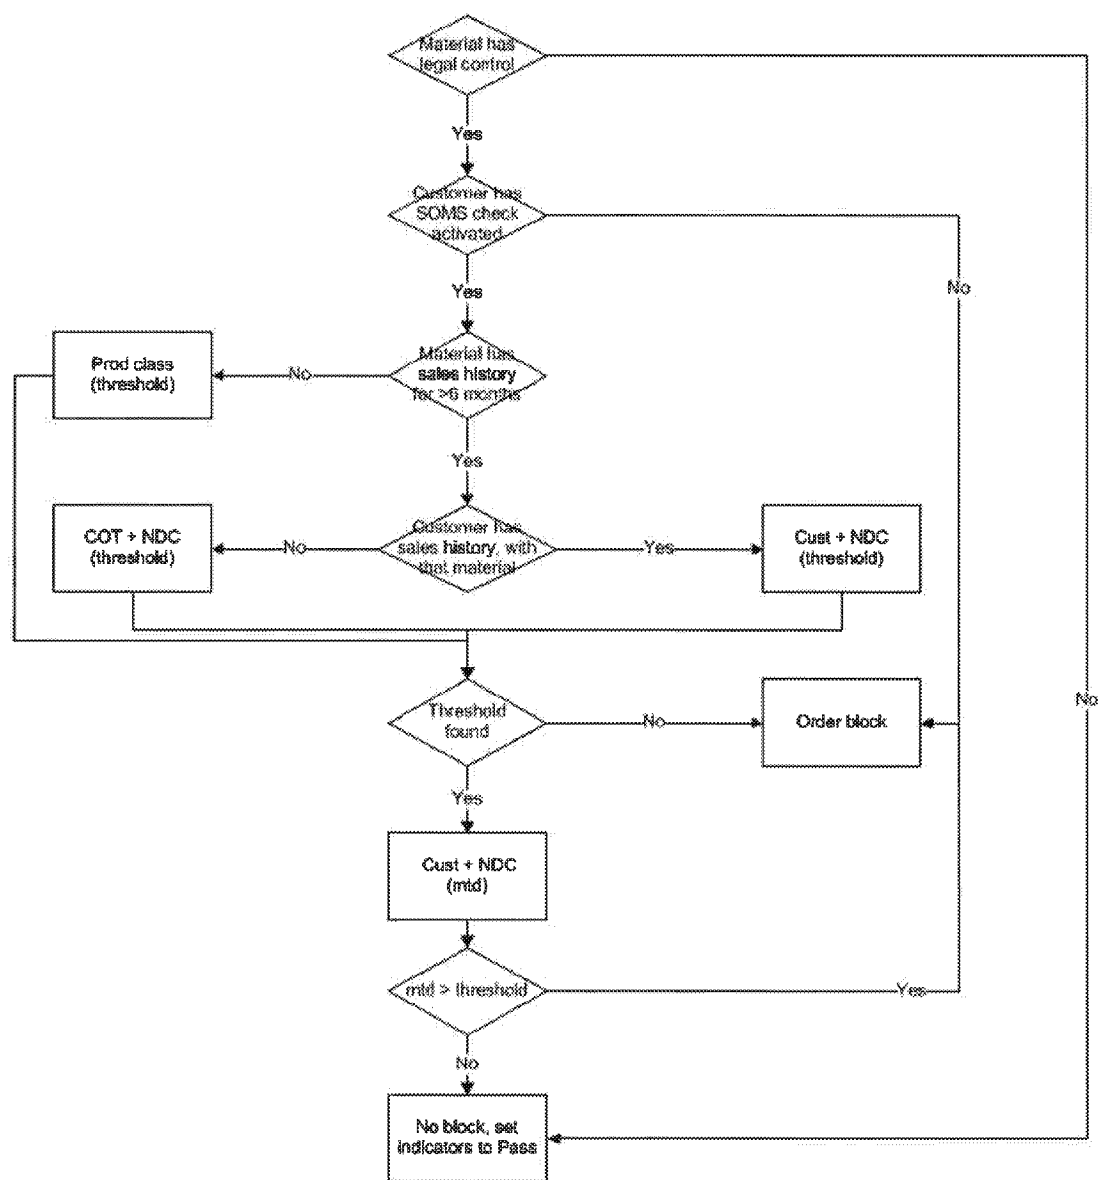 Material has
legal control
Yes
Customer has
SOMS check
activated
Yes
No
Prod class
(threshold)
No
Material has
sales history
for >6 months
Yes
COT + NDC
(threshold)
No
Customer has
sales history, with
that material
Yes
Cust + NDC
(threshold)
Threshold
found
No
Order block
No
Yes
Cust + NDC
(mtd)
mtd > threshold
Yes
No
No block, set
indicators to Pass